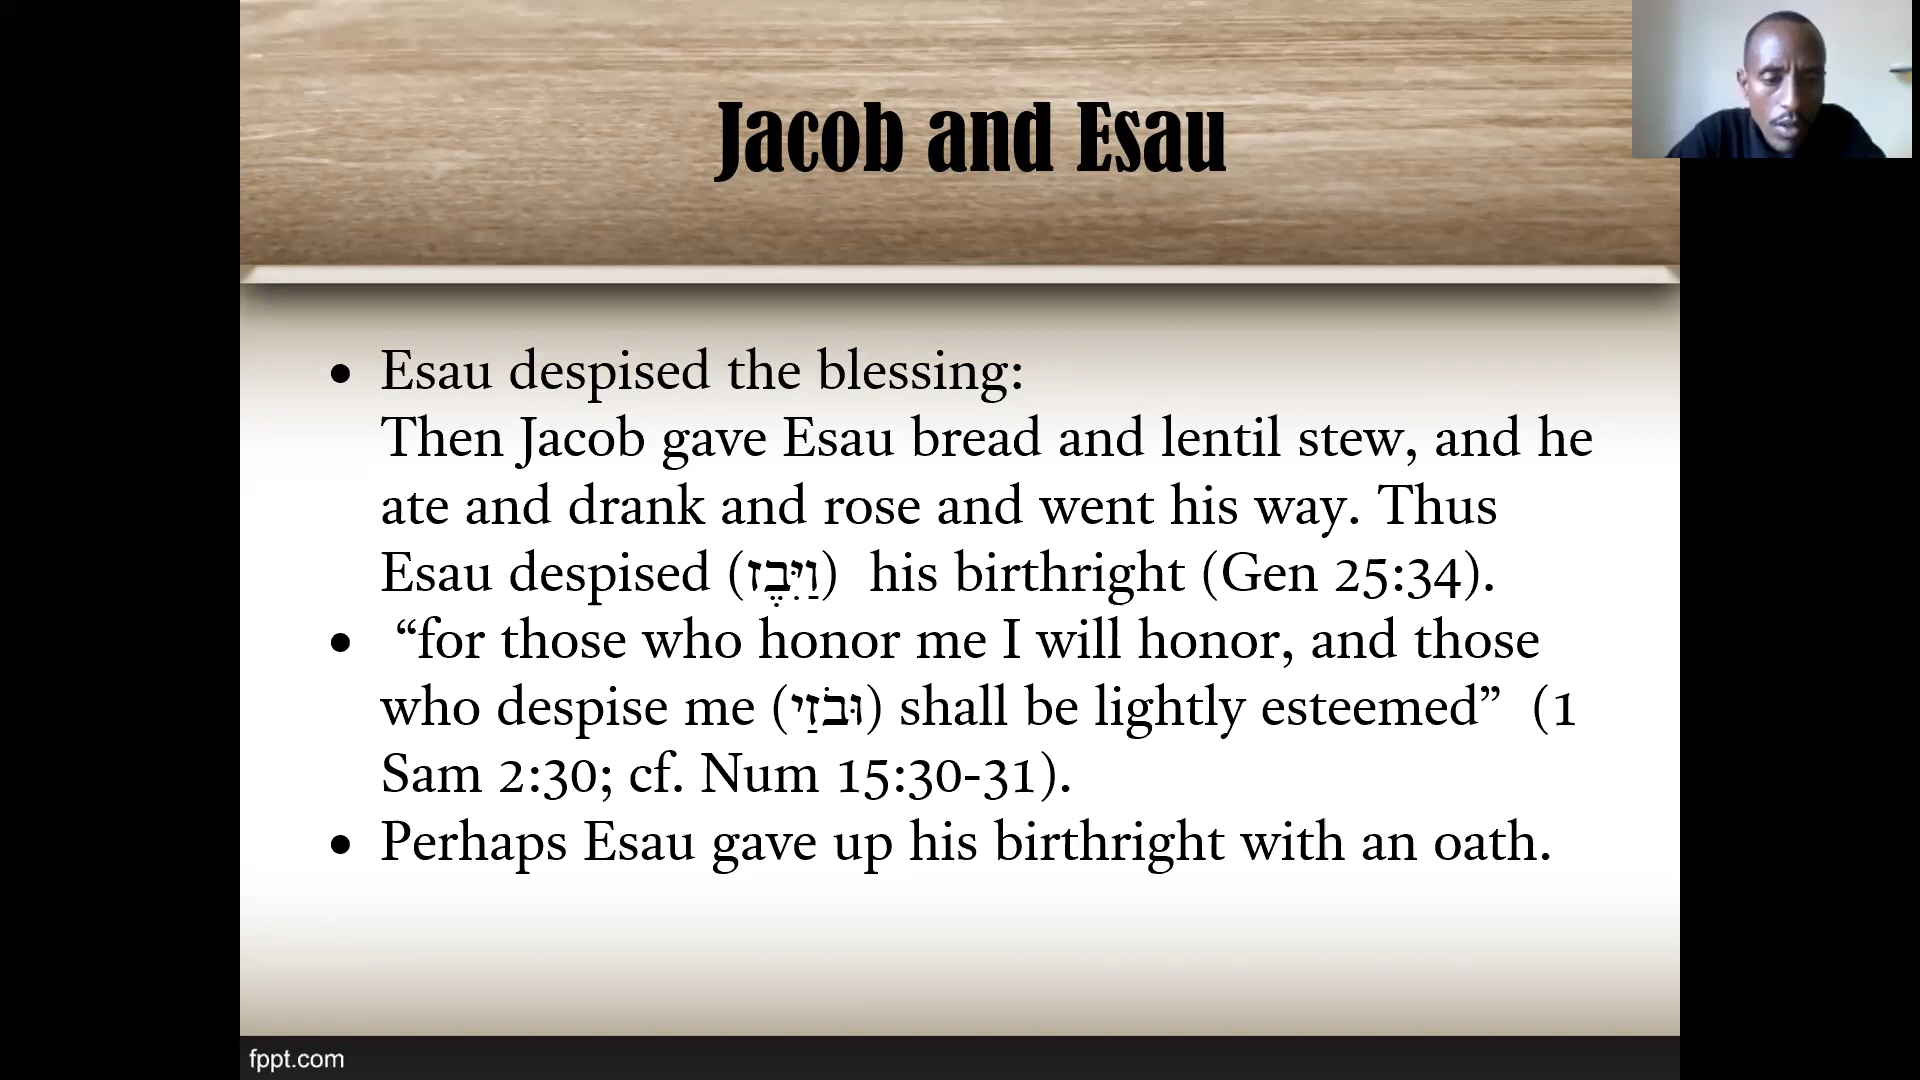 Jacob and Esau
• Esau despised the blessing:
Then Jacob gave Esau bread and lentil stew, and he
ate and drank and rose and went his way. Thus
Esau despised (וַיִּבֶז) his birthright (Gen 25:34).
• “for those who honor me I will honor, and those
who despise me (וּבֹזַי) shall be lightly esteemed” (1
Sam 2:30; cf. Num 15:30-31).
• Perhaps Esau gave up his birthright with an oath.
fppt.com